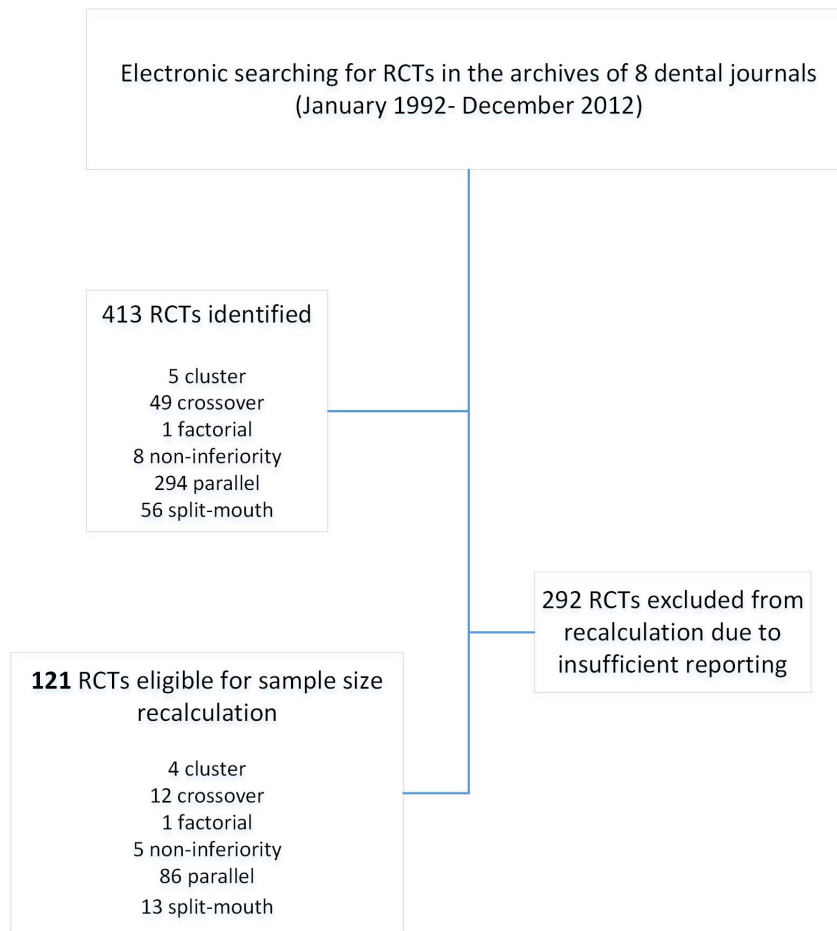 Electronic searching for RCTs in the archives of 8 dental journals
(January 1992- December 2012)
413 RCTs identified
5 cluster
49 crossover
1 factorial
8 non-inferiority
294 parallel
56 split-mouth
292 RCTs excluded from
recalculation due to
insufficient reporting
121 RCTs eligible for sample size
recalculation
4 cluster
12 crossover
1 factorial
5 non-inferiority
86 parallel
13 split-mouth